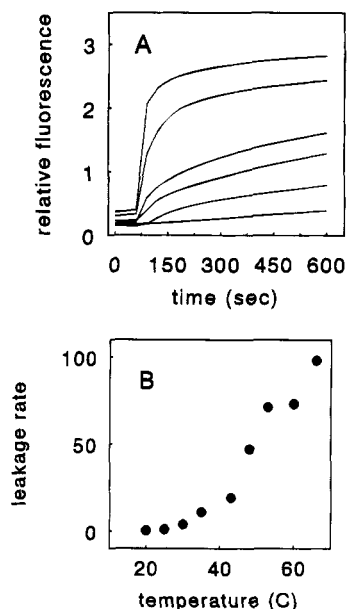 A
3
2
1
0
relative fluorescence
0 150 300 450 600
time (sec)
B
100
50
0
leakage rate
20 40 60
temperature (C)